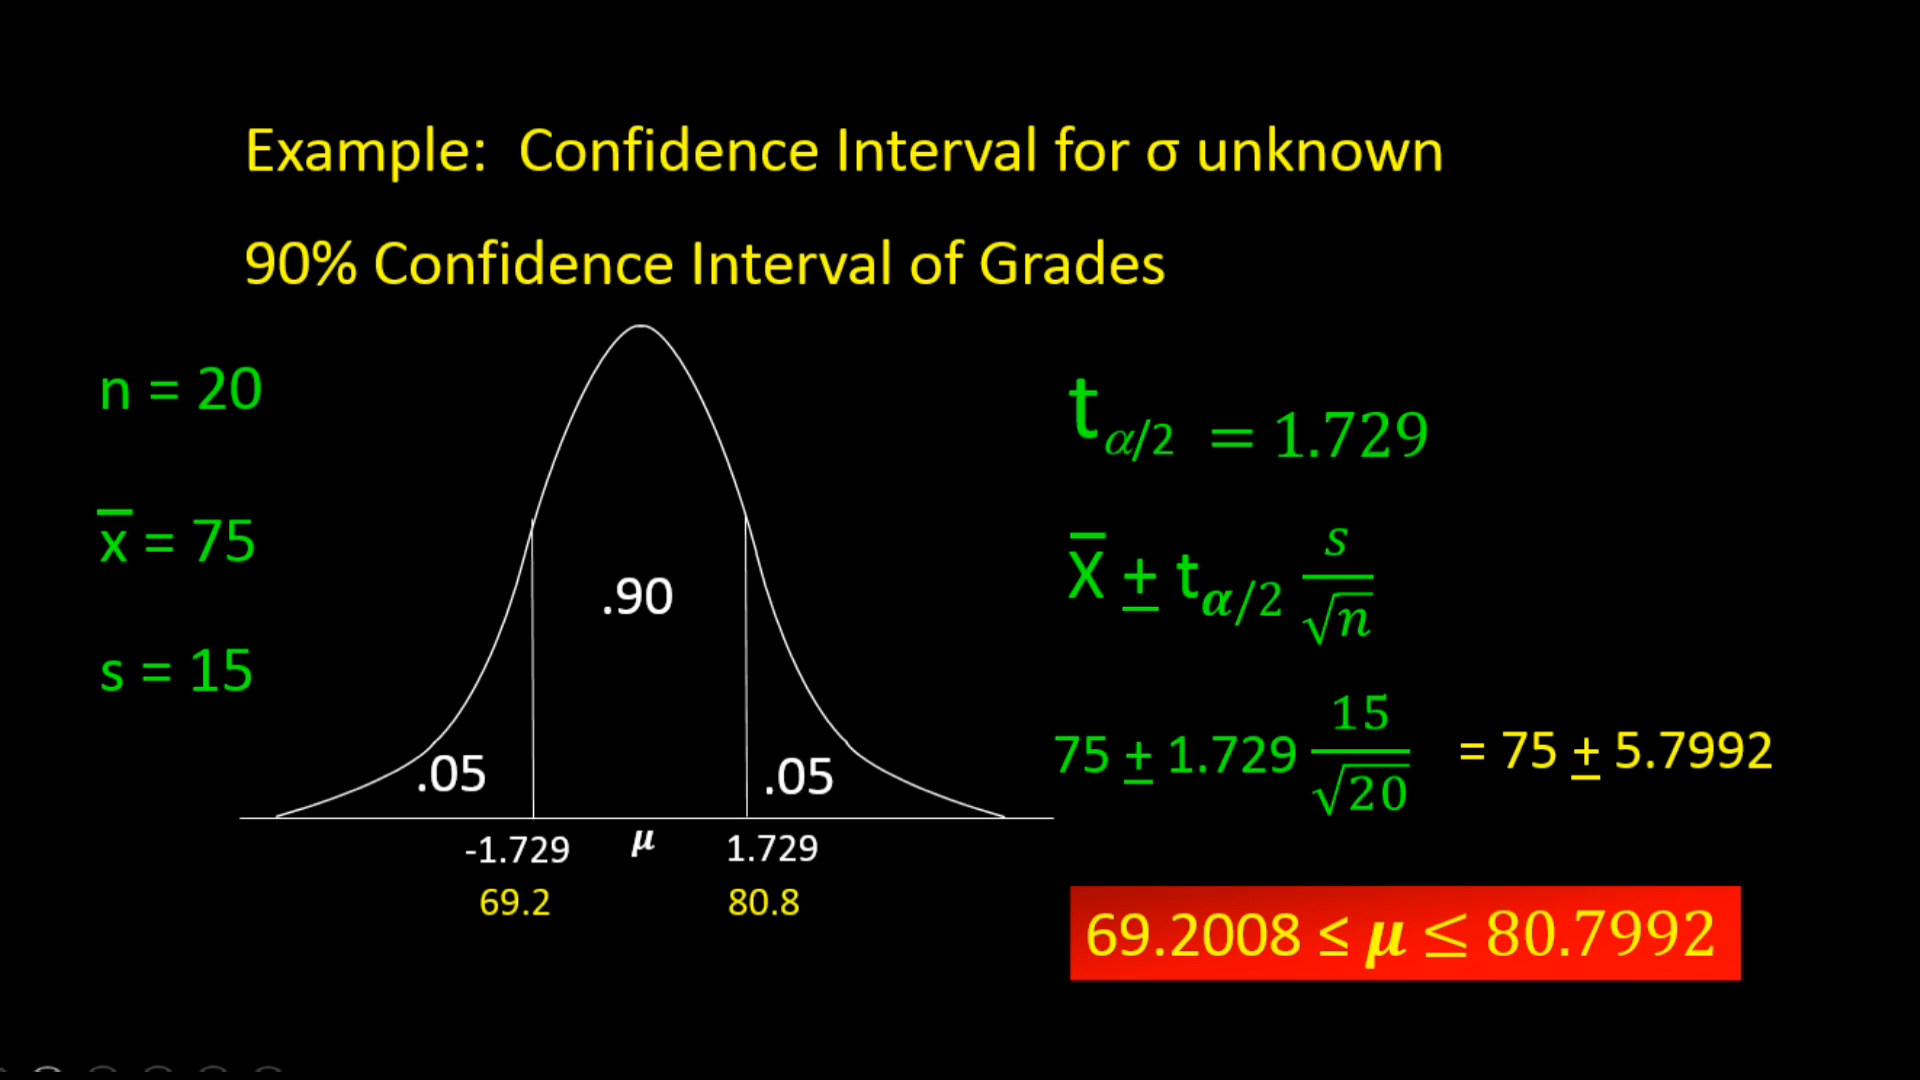 Example: Confidence Interval for σ unknown
90% Confidence Interval of Grades
n = 20
x̅ = 75
s = 15
.90
.05
.05
-1.729
μ
1.729
69.2
80.8
tα/2 = 1.729
X̅ ± tα/2 s/√n
75 ± 1.729 15/√20 = 75 ± 5.7992
69.2008 ≤ μ ≤ 80.7992